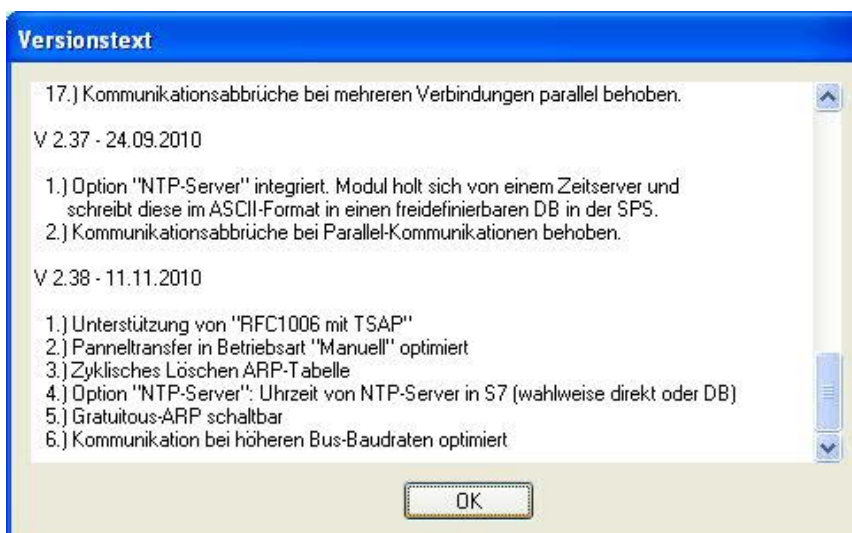 Versionstext
17.) Kommunikationsabbrüche bei mehreren Verbindungen parallel behoben.
V 2.37 - 24.09.2010
1.) Option "NTP-Server" integriert. Modul holt sich von einem Zeitserver und
schreibt diese im ASCII-Format in einen freidefinierbaren DB in der SPS.
2.) Kommunikationsabbrüche bei Parallel-Kommunikationen behoben.
V 2.38 - 11.11.2010
1.) Unterstützung von "RFC1006 mit TSAP"
2.) Panneltransfer in Betriebsart "Manuell" optimiert
3.) Zyklisches Löschen ARP-Tabelle
4.) Option "NTP-Server": Uhrzeit von NTP-Server in S7 (wahlweise direkt oder DB)
5.) Gratuitous-ARP schaltbar
6.) Kommunikation bei höheren Bus-Baudraten optimiert
OK